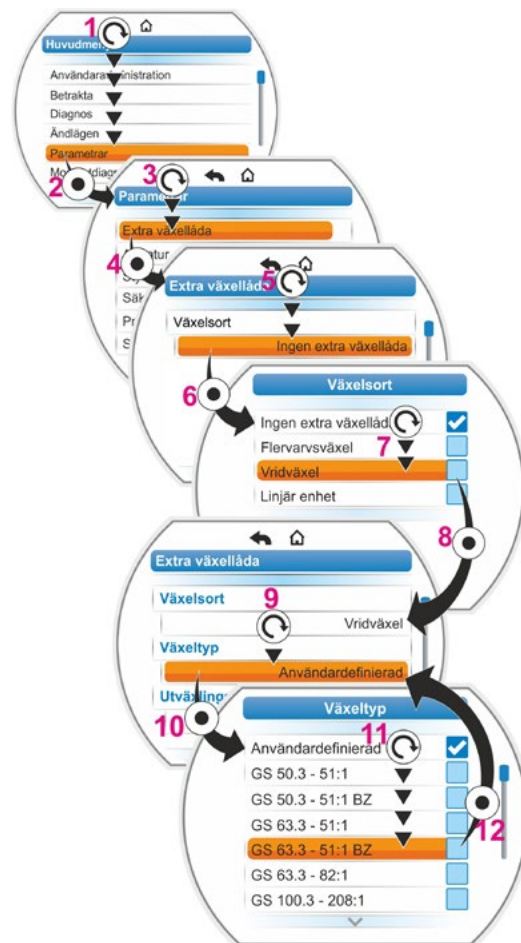 1
Huvudmeny
Användaradministration
Betrakta
Diagnos
Ändlägen
Parametrar
2
3
Parametrar
Extra växellåda
4
5
Extra växellåda
Växelsort
Ingen extra växellåda
6
Växelsort
Ingen extra växellåda
7
Flervarvsväxel
Vridväxel
Linjär enhet
8
Extra växellåda
Växelsort
9
Vridväxel
Växeltyp
Användardefinierad
10
Växeltyp
11
Användardefinierad
GS 50.3 - 51:1
GS 50.3 - 51:1 BZ
GS 63.3 - 51:1
GS 63.3 - 51:1 BZ
12
GS 63.3 - 82:1
GS 100.3 - 208:1